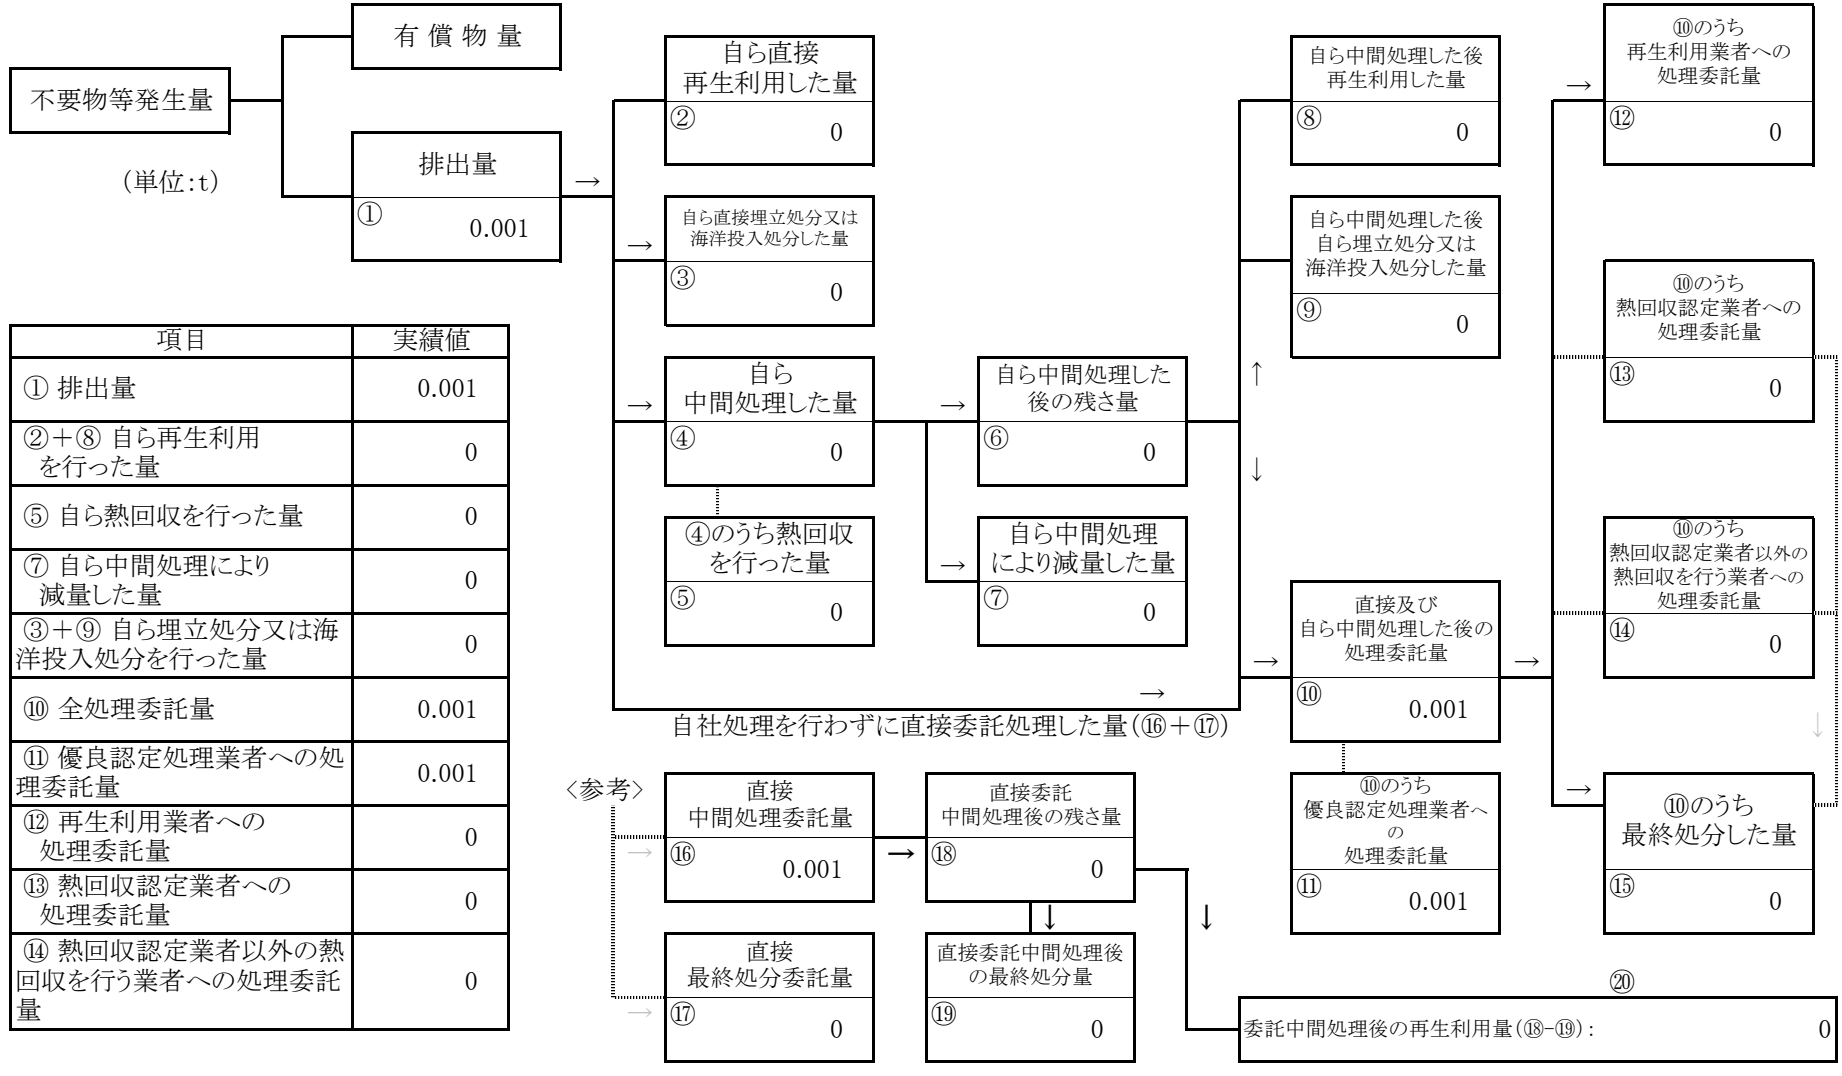 有 償 物 量
不要物等発生量
（単位：t）
排出量
①
0.001
→
自ら直接
再生利用した量
②
0
→
自ら直接埋立処分又は
海洋投入処分した量
③
0
→
自ら
中間処理した量
④
0
④のうち熱回収
を行った量
⑤
0
→
自ら中間処理した
後の残さ量
⑥
0
→
自ら中間処理
により減量した量
⑦
0
自ら中間処理した後
再生利用した量
⑧
0
自ら中間処理した後
自ら埋立処分又は
海洋投入処分した量
⑨
0
↑
↓
→
自社処理を行わずに直接委託処理した量（⑯＋⑰）
→
直接及び
自ら中間処理した後の
処理委託量
⑩
0.001
⑩のうち
優良認定処理業者へ
の
処理委託量
⑪
0.001
→
→
⑩のうち
再生利用業者への
処理委託量
⑫
0
⑩のうち
熱回収認定業者への
処理委託量
⑬
0
⑩のうち
熱回収認定業者以外の
熱回収を行う業者への
処理委託量
⑭
0
↓
→
⑩のうち
最終処分した量
⑮
0
項目 実績値
① 排出量 0.001
②＋⑧ 自ら再生利用
を行った量
0
⑤ 自ら熱回収を行った量 0
⑦ 自ら中間処理により
減量した量
0
③＋⑨ 自ら埋立処分又は海
洋投入処分を行った量
0
⑩ 全処理委託量 0.001
⑪ 優良認定処理業者への処
理委託量
0.001
⑫ 再生利用業者への
処理委託量
0
⑬ 熱回収認定業者への
処理委託量
0
⑭ 熱回収認定業者以外の熱
回収を行う業者への処理委託
量
0
〈参考〉
→
直接
中間処理委託量
⑯
0.001
→
直接委託
中間処理後の残さ量
⑱
0
↓
↓
→
直接
最終処分委託量
⑰
0
直接委託中間処理後
の最終処分量
⑲
0
⑳
委託中間処理後の再生利用量（⑱-⑲）： 0